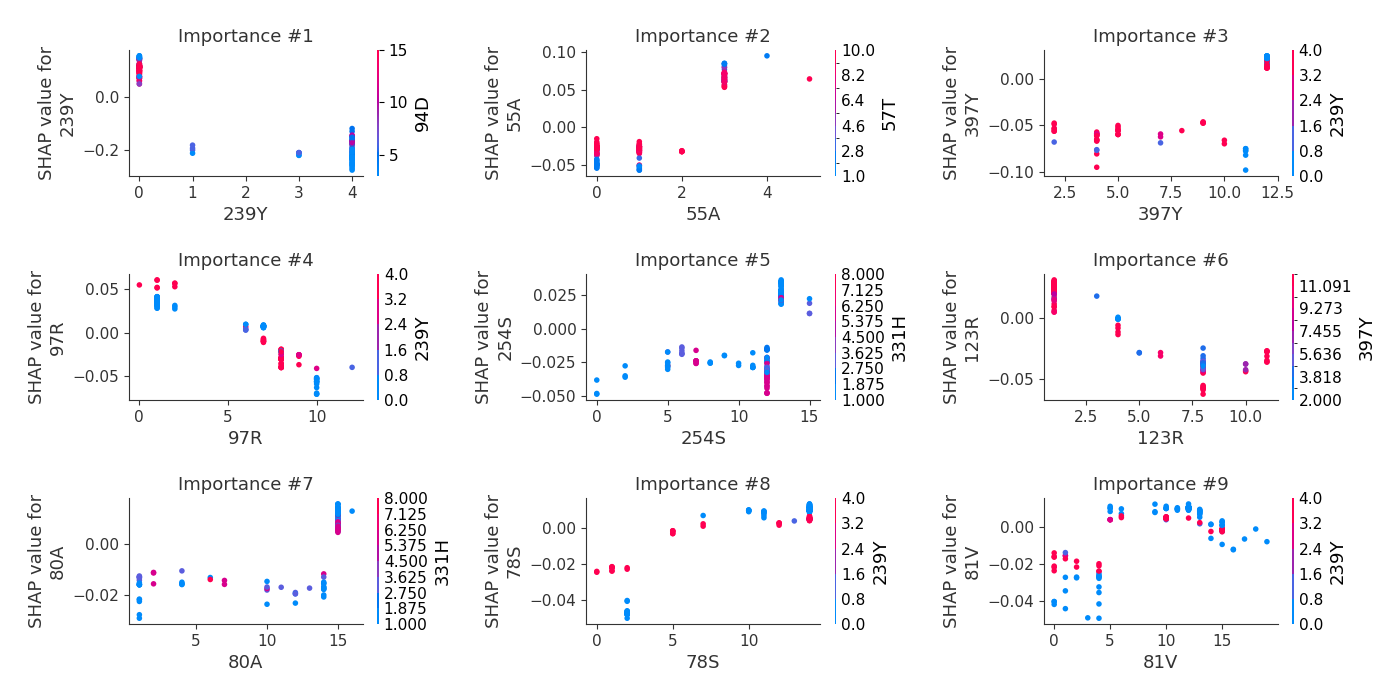 Importance #1
SHAP value for
239Y
0.0
−0.2
0
1
2
3
4
239Y
15
10
5
94D
Importance #2
SHAP value for
55A
0.10
0.05
0.00
−0.05
0
2
4
55A
10.0
8.2
6.4
4.6
2.8
1.0
57T
Importance #3
SHAP value for
397Y
0.00
−0.05
−0.10
2.5
5.0
7.5
10.0
12.5
397Y
4.0
3.2
2.4
1.6
0.8
0.0
239Y
Importance #4
SHAP value for
97R
0.05
0.00
−0.05
0
5
10
97R
4.0
3.2
2.4
1.6
0.8
0.0
239Y
Importance #5
SHAP value for
254S
0.025
0.000
−0.025
−0.050
0
5
10
15
254S
8.000
7.125
6.250
5.375
4.500
3.625
2.750
1.875
1.000
331H
Importance #6
SHAP value for
123R
0.00
−0.05
2.5
5.0
7.5
10.0
123R
11.091
9.273
7.455
5.636
3.818
2.000
397Y
Importance #7
SHAP value for
80A
0.00
−0.02
5
10
15
80A
8.000
7.125
6.250
5.375
4.500
3.625
2.750
1.875
1.000
331H
Importance #8
SHAP value for
78S
0.00
−0.02
−0.04
0
5
10
78S
4.0
3.2
2.4
1.6
0.8
0.0
239Y
Importance #9
SHAP value for
81V
0.00
−0.02
−0.04
0
5
10
15
81V
4.0
3.2
2.4
1.6
0.8
0.0
239Y